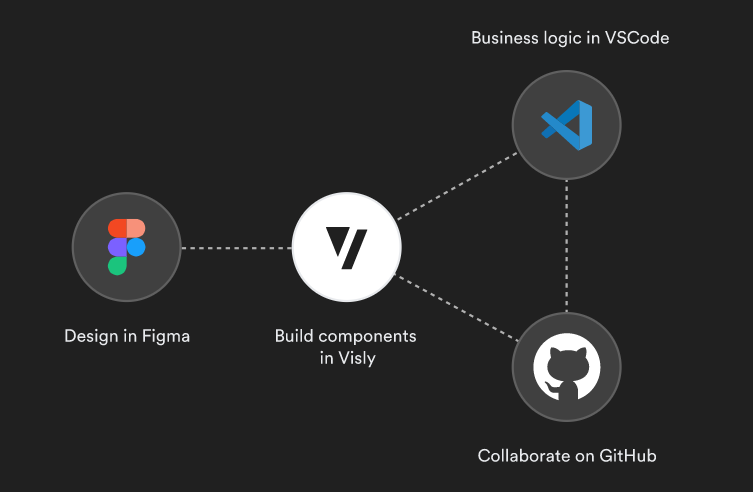 Business logic in VSCode
Design in Figma
Build components
in Visly
Collaborate on GitHub